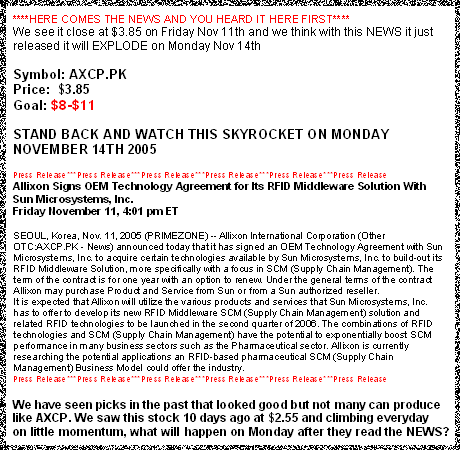 ****HERE COMES THE NEWS AND YOU HEARD IT HERE FIRST****
We see it close at $3.85 on Friday Nov 11th and we think with this NEWS it just
released it will EXPLODE on Monday Nov 14th
Symbol: AXCP.PK
Price: $3.85
Goal: $8-$11
STAND BACK AND WATCH THIS SKYROCKET ON MONDAY
NOVEMBER 14TH 2005
Press Release***Press Release***Press Release***Press Release***Press Release***Press Release
Allixon Signs OEM Technology Agreement for Its RFID Middleware Solution With
Sun Microsystems, Inc.
Friday November 11, 4:01 pm ET
SEOUL, Korea, Nov. 11, 2005 (PRIMEZONE) -- Allixon International Corporation (Other
OTC:AXCP.PK - News) announced today that it has signed an OEM Technology Agreement with Sun
Microsystems, Inc. to acquire certain technologies available by Sun Microsystems, Inc. to build-out its
RFID Middleware Solution, more specifically with a focus in SCM (Supply Chain Management). The
term of the contract is for one year with an option to renew. Under the general terms of the contract
Allixon may purchase Product and Service from Sun or from a Sun authorized reseller.
It is expected that Allixon will utilize the various products and services that Sun Microsystems, Inc.
has to offer to develop its new RFID Middleware SCM (Supply Chain Management) solution and
related RFID technologies to be launched in the second quarter of 2006. The combinations of RFID
technologies and SCM (Supply Chain Management) have the potential to exponentially boost SCM
performance in many business sectors such as the Pharmaceutical sector. Allixon is currently
researching the potential applications an RFID-based pharmaceutical SCM (Supply Chain
Management) Business Model could offer the industry.
Press Release***Press Release***Press Release***Press Release***Press Release***Press Release
We have seen picks in the past that looked good but not many can produce
like AXCP. We saw this stock 10 days ago at $2.55 and climbing everyday
on little momentum, what will happen on Monday after they read the NEWS?